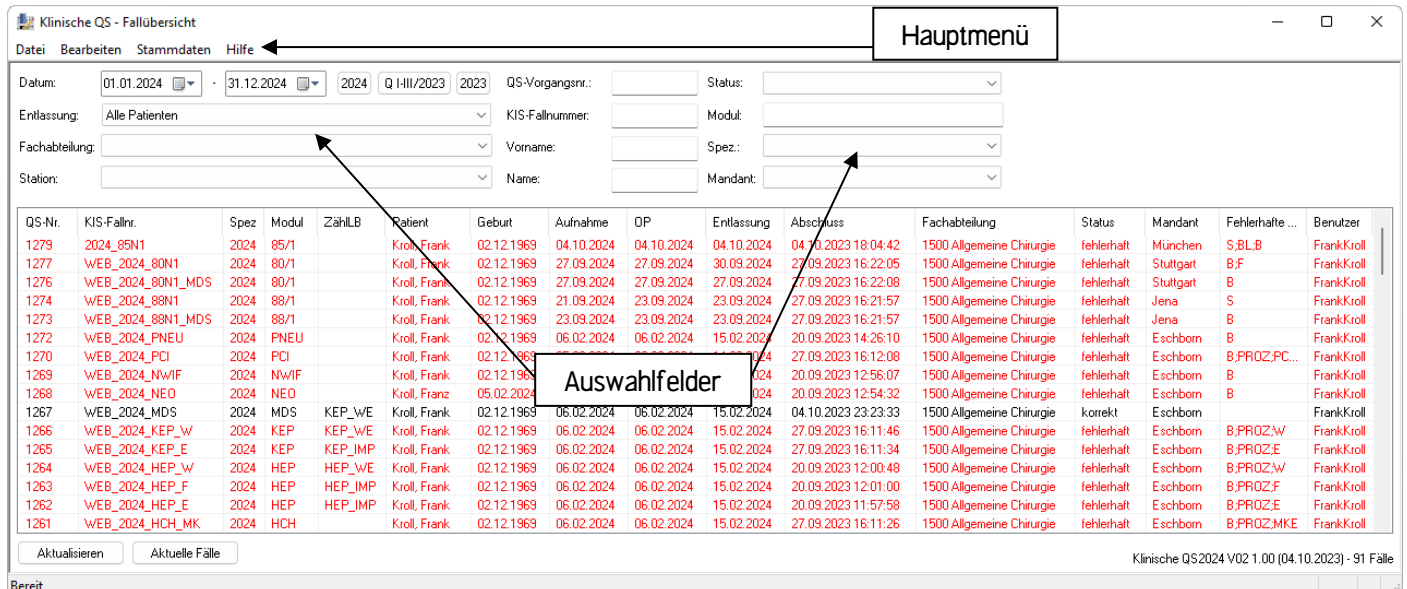 Klinische QS - Fallübersicht
Hauptmenü
Datei Bearbeiten Stammdaten Hilfe
Datum: 01.01.2024 - 31.12.2024 2024 Q I-III/2023 2023 QS-Vorgangsnr.: Status:
Entlassung: Alle Patienten KIS-Fallnummer: Modul:
Fachabteilung: Vorname: Spez.:
Station: Name: Mandant:
QS-Nr. KIS-Fallnr. Spez Modul ZählLB Patient Geburt Aufnahme OP Entlassung Abschluss Fachabteilung Status Mandant Fehlerhafte ... Benutzer
1279 2024_85N1 2024 85/1 Kroll, Frank 02.12.1969 04.10.2024 04.10.2024 04.10.2024 04.10.2023 18:04:42 1500 Allgemeine Chirurgie fehlerhaft München S;BL;B FrankKroll
1277 WEB_2024_80N1 2024 80/1 Kroll, Frank 02.12.1969 27.09.2024 27.09.2024 30.09.2024 27.09.2023 16:22:05 1500 Allgemeine Chirurgie fehlerhaft Stuttgart B;F FrankKroll
1276 WEB_2024_80N1_MDS 2024 80/1 Kroll, Frank 02.12.1969 27.09.2024 27.09.2024 27.09.2024 27.09.2023 16:22:08 1500 Allgemeine Chirurgie fehlerhaft Stuttgart B FrankKroll
1274 WEB_2024_88N1 2024 88/1 Kroll, Frank 02.12.1969 21.09.2024 23.09.2024 23.09.2024 27.09.2023 16:21:57 1500 Allgemeine Chirurgie fehlerhaft Jena S FrankKroll
1273 WEB_2024_88N1_MDS 2024 88/1 Kroll, Frank 02.12.1969 23.09.2024 23.09.2024 23.09.2024 27.09.2023 16:21:57 1500 Allgemeine Chirurgie fehlerhaft Jena B FrankKroll
1272 WEB_2024_PNEU 2024 PNEU Kroll, Frank 02.12.1969 06.02.2024 06.02.2024 15.02.2024 20.09.2023 14:26:10 1500 Allgemeine Chirurgie fehlerhaft Eschborn B FrankKroll
1270 WEB_2024_PCI 2024 PCI Kroll, Frank 02.12.1969 27.09.2023 16:12:08 1500 Allgemeine Chirurgie fehlerhaft Eschborn B;PROZ;PC... FrankKroll
1269 WEB_2024_NWIF 2024 NWIF Kroll, Frank 20.09.2023 12:56:07 1500 Allgemeine Chirurgie fehlerhaft Eschborn B FrankKroll
1268 WEB_2024_NEO 2024 NEO Kroll, Franz 05.02.2024 20.09.2023 12:54:32 1500 Allgemeine Chirurgie fehlerhaft Eschborn B FrankKroll
Auswahlfelder
1267 WEB_2024_MDS 2024 MDS KEP_WE Kroll, Frank 02.12.1969 06.02.2024 06.02.2024 15.02.2024 04.10.2023 23:23:33 1500 Allgemeine Chirurgie korrekt Eschborn FrankKroll
1266 WEB_2024_KEP_W 2024 KEP KEP_WE Kroll, Frank 02.12.1969 06.02.2024 06.02.2024 15.02.2024 27.09.2023 16:11:46 1500 Allgemeine Chirurgie fehlerhaft Eschborn B;PROZ;W FrankKroll
1265 WEB_2024_KEP_E 2024 KEP KEP_IMP Kroll, Frank 02.12.1969 06.02.2024 06.02.2024 15.02.2024 27.09.2023 16:11:34 1500 Allgemeine Chirurgie fehlerhaft Eschborn B;PROZ;E FrankKroll
1264 WEB_2024_HEP_W 2024 HEP HEP_WE Kroll, Frank 02.12.1969 06.02.2024 06.02.2024 15.02.2024 20.09.2023 12:00:48 1500 Allgemeine Chirurgie fehlerhaft Eschborn B;PROZ;W FrankKroll
1263 WEB_2024_HEP_F 2024 HEP HEP_IMP Kroll, Frank 02.12.1969 06.02.2024 06.02.2024 15.02.2024 20.09.2023 12:01:00 1500 Allgemeine Chirurgie fehlerhaft Eschborn B;PROZ;F FrankKroll
1262 WEB_2024_HEP_E 2024 HEP HEP_IMP Kroll, Frank 02.12.1969 06.02.2024 06.02.2024 15.02.2024 20.09.2023 11:57:58 1500 Allgemeine Chirurgie fehlerhaft Eschborn B;PROZ;E FrankKroll
1261 WEB_2024_HCH_MK 2024 HCH Kroll, Frank 02.12.1969 06.02.2024 06.02.2024 15.02.2024 27.09.2023 16:11:26 1500 Allgemeine Chirurgie fehlerhaft Eschborn B;PROZ;MKE FrankKroll
Aktualisieren Aktuelle Fälle Klinische QS2024 V02 1.00 (04.10.2023) - 91 Fälle
Bereit